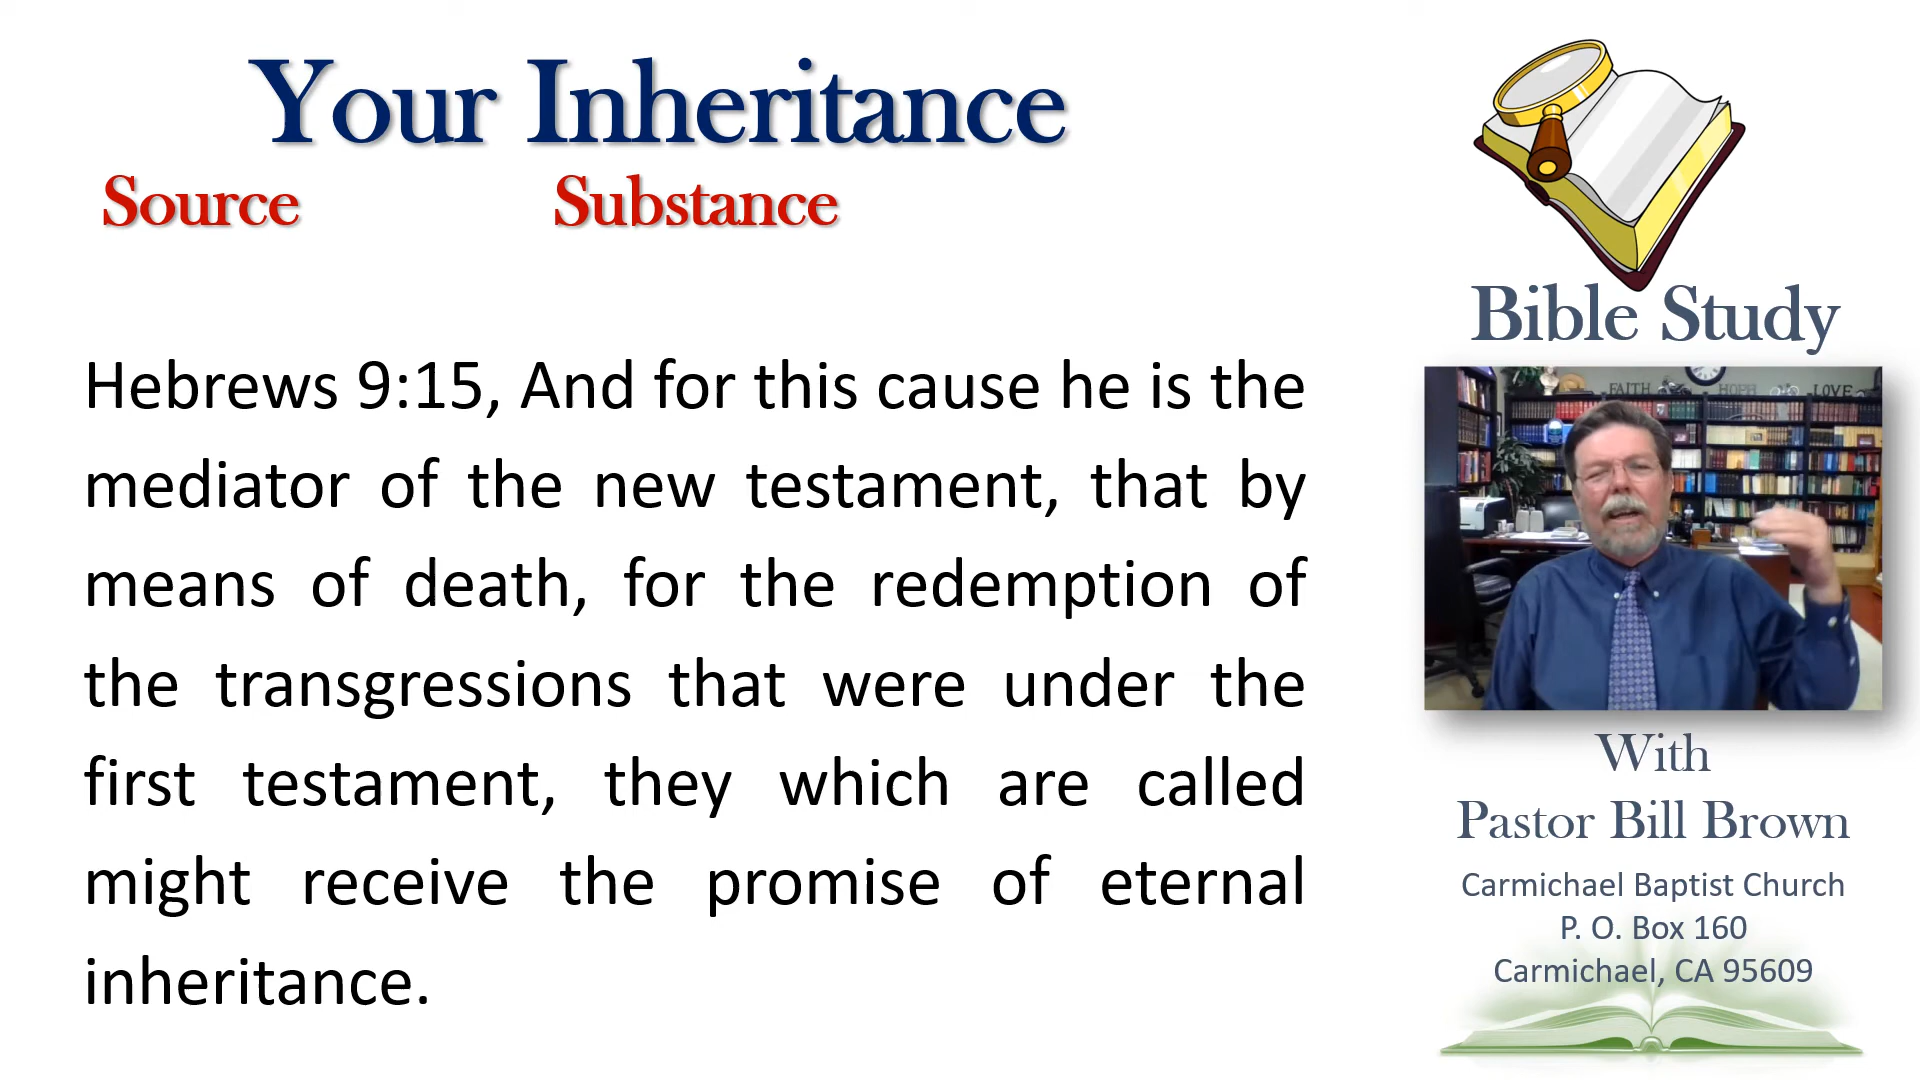 Your Inheritance
Source Substance
Hebrews 9:15, And for this cause he is the
mediator of the new testament, that by
means of death, for the redemption of
the transgressions that were under the
first testament, they which are called
might receive the promise of eternal
inheritance.
Bible Study
FAITH HOPE LOVE
With
Pastor Bill Brown
Carmichael Baptist Church
P. O. Box 160
Carmichael, CA 95609